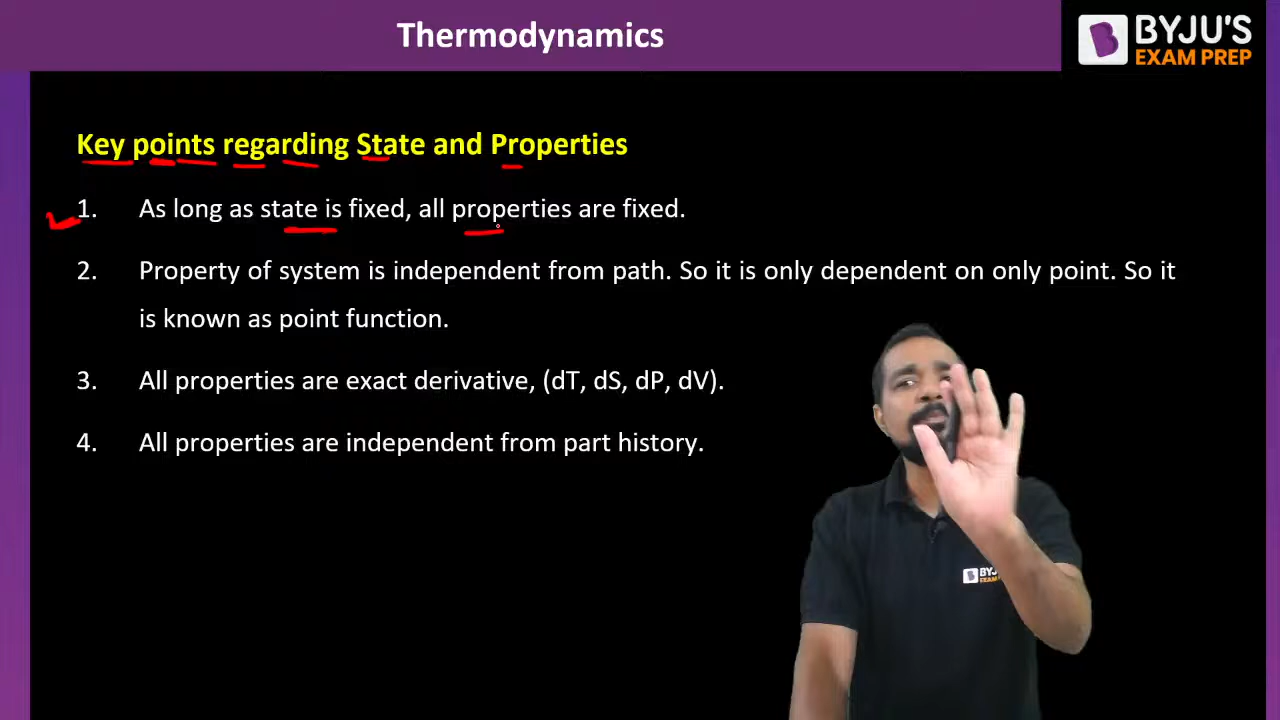 Thermodynamics
BYJU'S
EXAM PREP
Key points regarding State and Properties
1. As long as state is fixed, all properties are fixed.
2. Property of system is independent from path. So it is only dependent on only point. So it
is known as point function.
3. All properties are exact derivative, (dT, dS, dP, dV).
4. All properties are independent from part history.